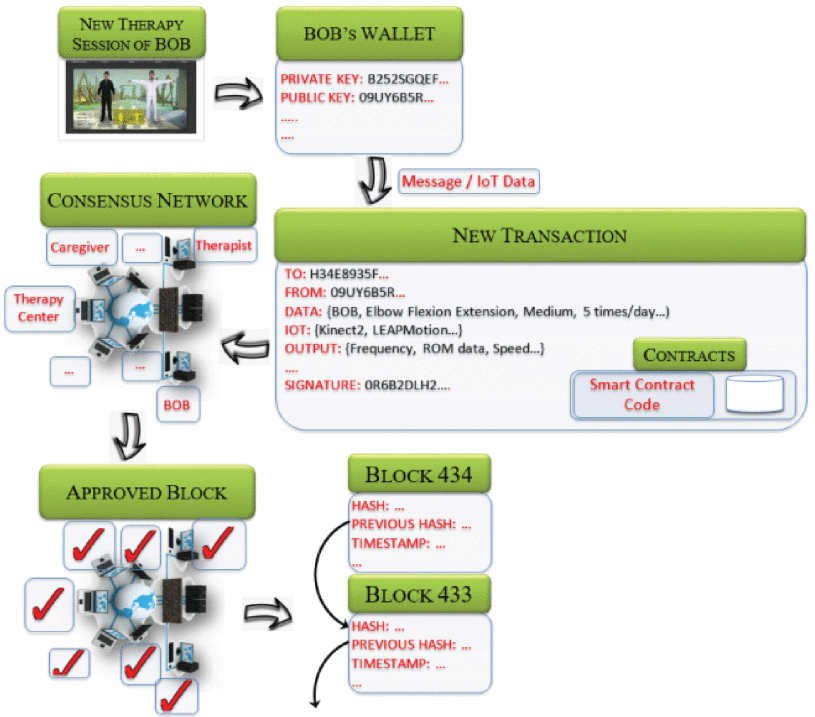 NEW THERAPY
SESSION OF BOB
BOB's WALLET
PRIVATE KEY: B252SGQEF...
PUBLIC KEY: 09UY6B5R...
.....
....
Message / IoT Data
CONSENSUS NETWORK
Caregiver
...
Therapist
Therapy
Center
...
...
BOB
NEW TRANSACTION
TO: H34E8935F...
FROM: 09UY6B5R...
DATA: {BOB, Elbow Flexion Extension, Medium, 5 times/day...)
IOT: {Kinect2, LEAPMotion...}
OUTPUT: {Frequency, ROM data, Speed...}
....
SIGNATURE: 0R6B2DLH2....
CONTRACTS
Smart Contract
Code
APPROVED BLOCK
BLOCK 434
HASH: ...
PREVIOUS HASH: ...
TIMESTAMP: ...
...
BLOCK 433
HASH: ...
PREVIOUS HASH: ...
TIMESTAMP: ...
...